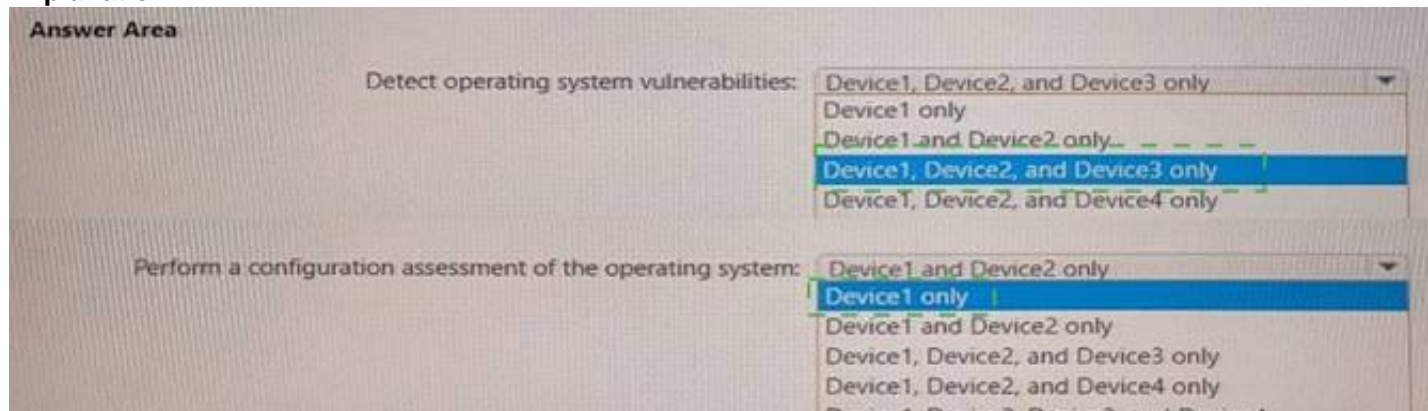 Answer Area
Detect operating system vulnerabilities: Device1, Device2, and Device3 only
Device1 only
Device1 and Device2 only
Device1, Device2, and Device3 only
Device1, Device2, and Device4 only
Perform a configuration assessment of the operating system: Device1 and Device2 only
Device1 only
Device1 and Device2 only
Device1, Device2, and Device3 only
Device1, Device2, and Device4 only